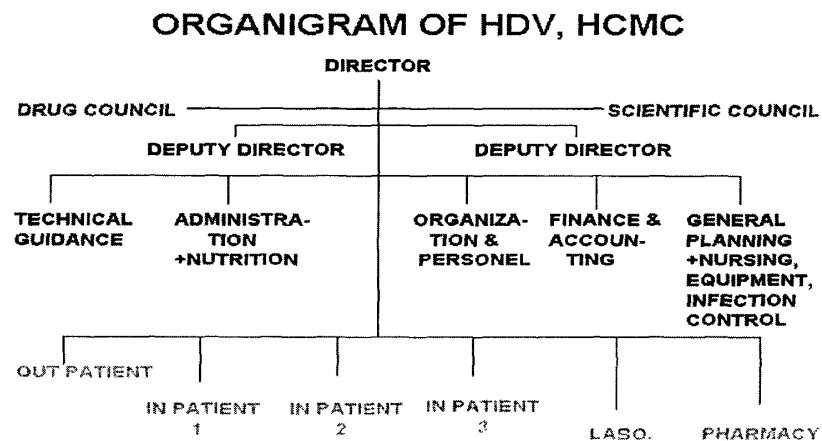 ORGANIGRAM OF HDV, HCMC
DIRECTOR
DRUG COUNCIL
SCIENTIFIC COUNCIL
DEPUTY DIRECTOR
DEPUTY DIRECTOR
TECHNICAL
GUIDANCE
ADMINISTRA-
TION
+NUTRITION
ORGANIZA-
TION &
PERSONEL
FINANCE &
ACCOUN-
TING
GENERAL
PLANNING
+NURSING,
EQUIPMENT,
INFECTION
CONTROL
OUT PATIENT
IN PATIENT
1
IN PATIENT
2
IN PATIENT
3
LASO.
PHARMACY